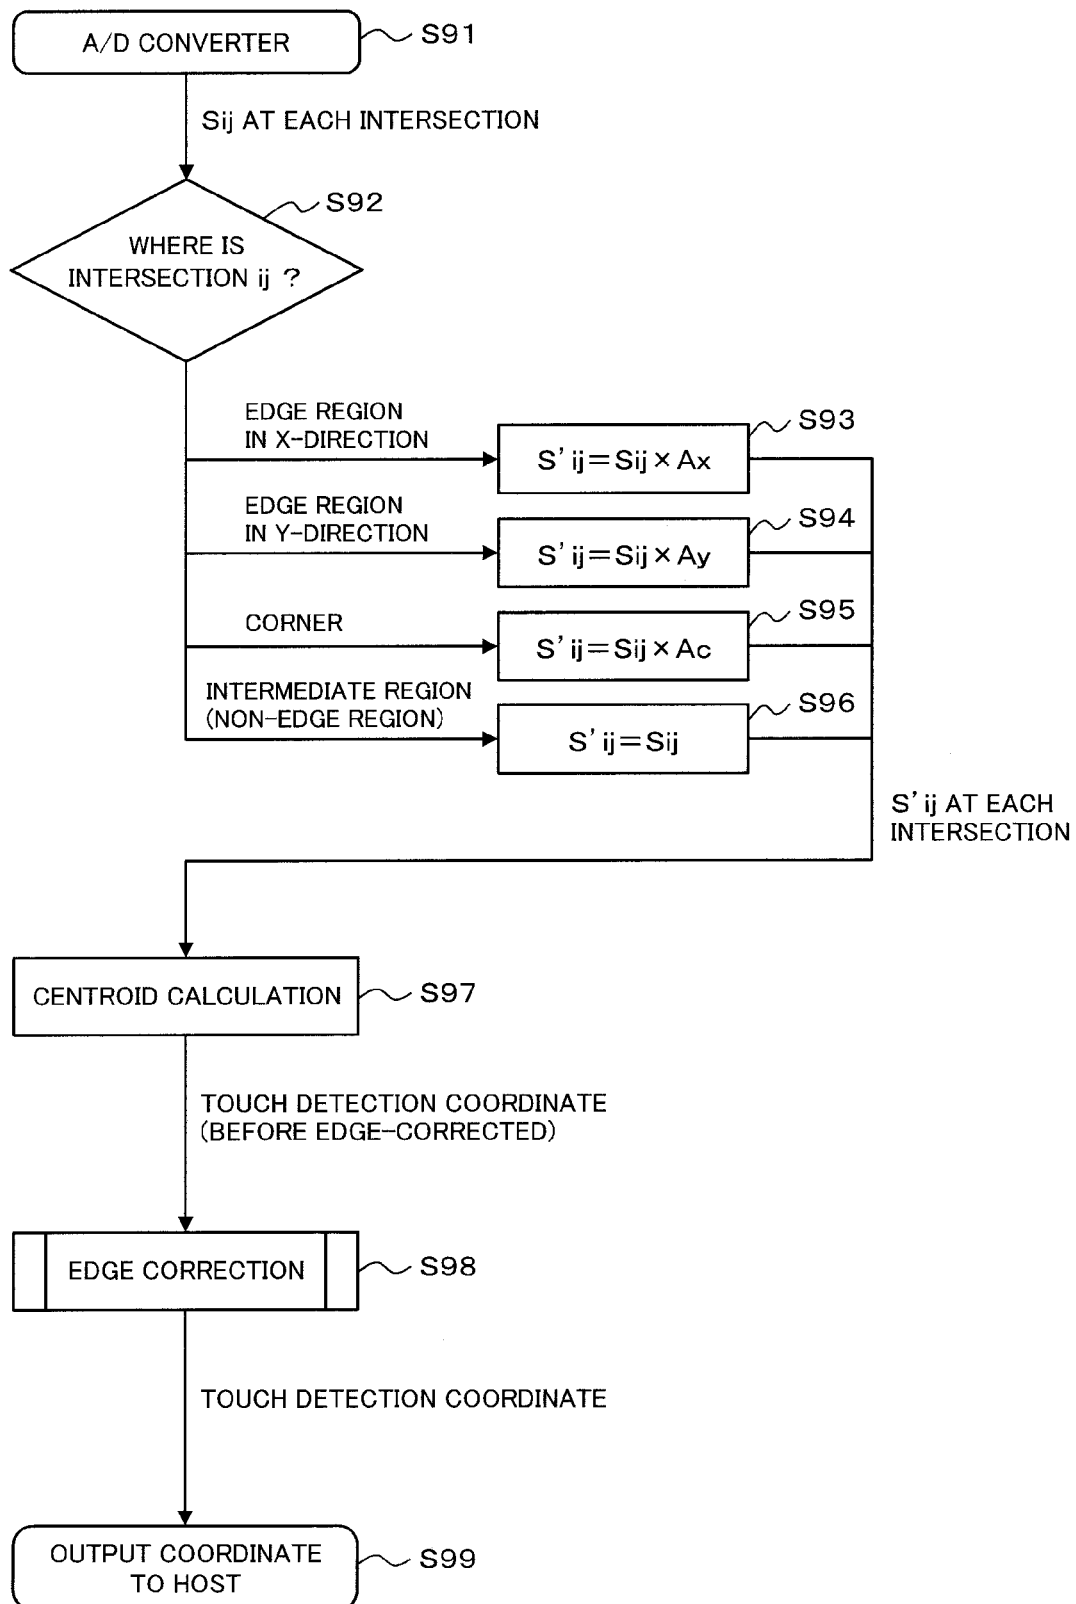 A/D CONVERTER
S91
Sij AT EACH INTERSECTION
S92
WHERE IS
INTERSECTION ij ?
EDGE REGION
IN X-DIRECTION
S93
S' ij=Sij×Ax
EDGE REGION
IN Y-DIRECTION
S94
S' ij=Sij×Ay
CORNER
S95
S' ij=Sij×Ac
INTERMEDIATE REGION
(NON-EDGE REGION)
S96
S' ij=Sij
S' ij AT EACH
INTERSECTION
CENTROID CALCULATION
S97
TOUCH DETECTION COORDINATE
(BEFORE EDGE-CORRECTED)
EDGE CORRECTION
S98
TOUCH DETECTION COORDINATE
OUTPUT COORDINATE
TO HOST
S99